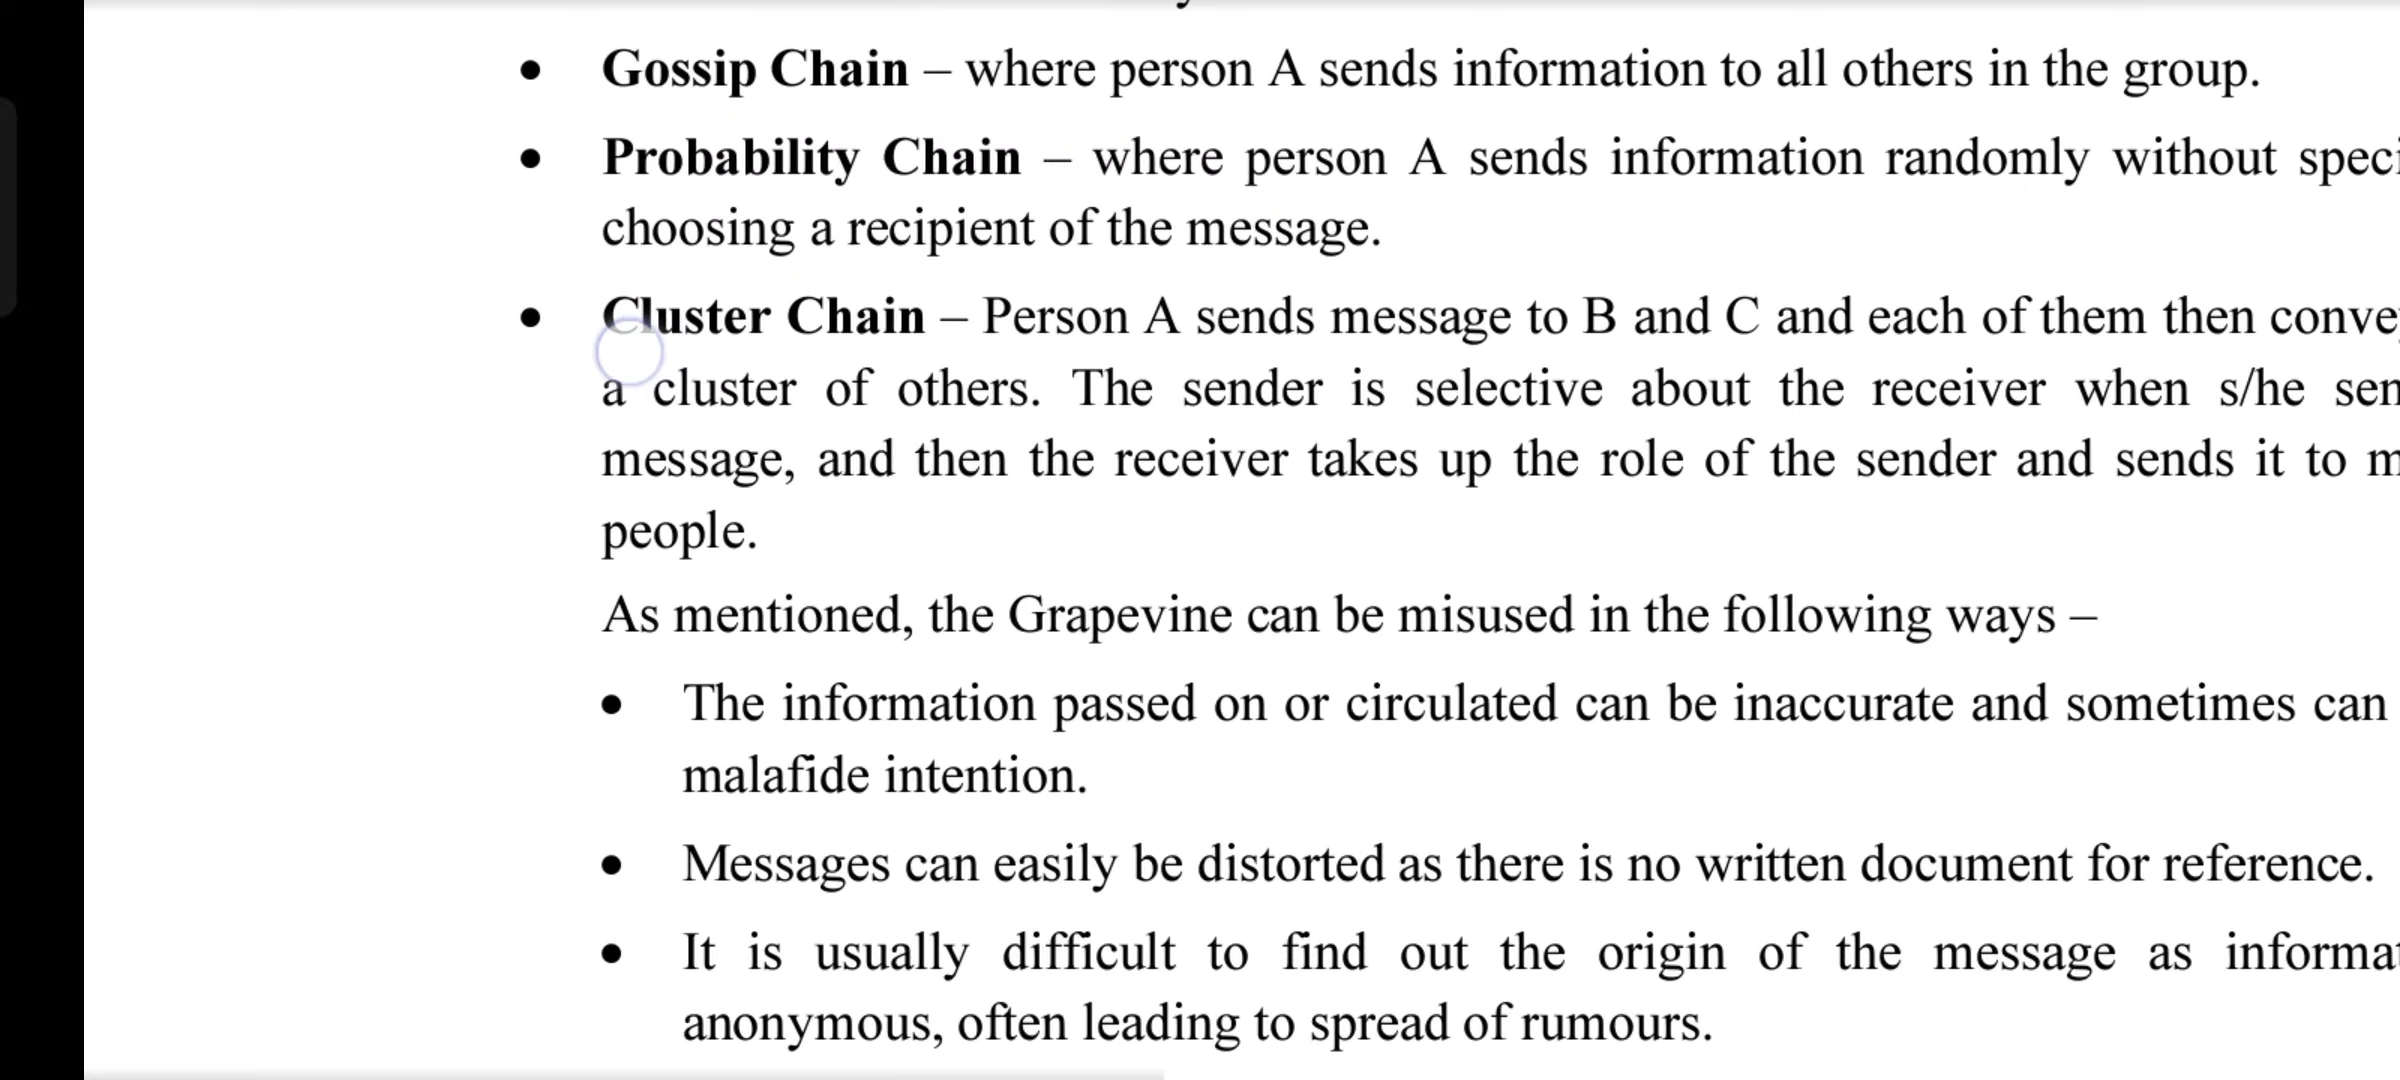 • Gossip Chain – where person A sends information to all others in the group.
• Probability Chain – where person A sends information randomly without
choosing a recipient of the message.
• Cluster Chain – Person A sends message to B and C and each of them then
a cluster of others. The sender is selective about the receiver when s/he
message, and then the receiver takes up the role of the sender and sends it to
people.
As mentioned, the Grapevine can be misused in the following ways –
• The information passed on or circulated can be inaccurate and sometimes can
malafide intention.
• Messages can easily be distorted as there is no written document for reference.
• It is usually difficult to find out the origin of the message as
anonymous, often leading to spread of rumours.